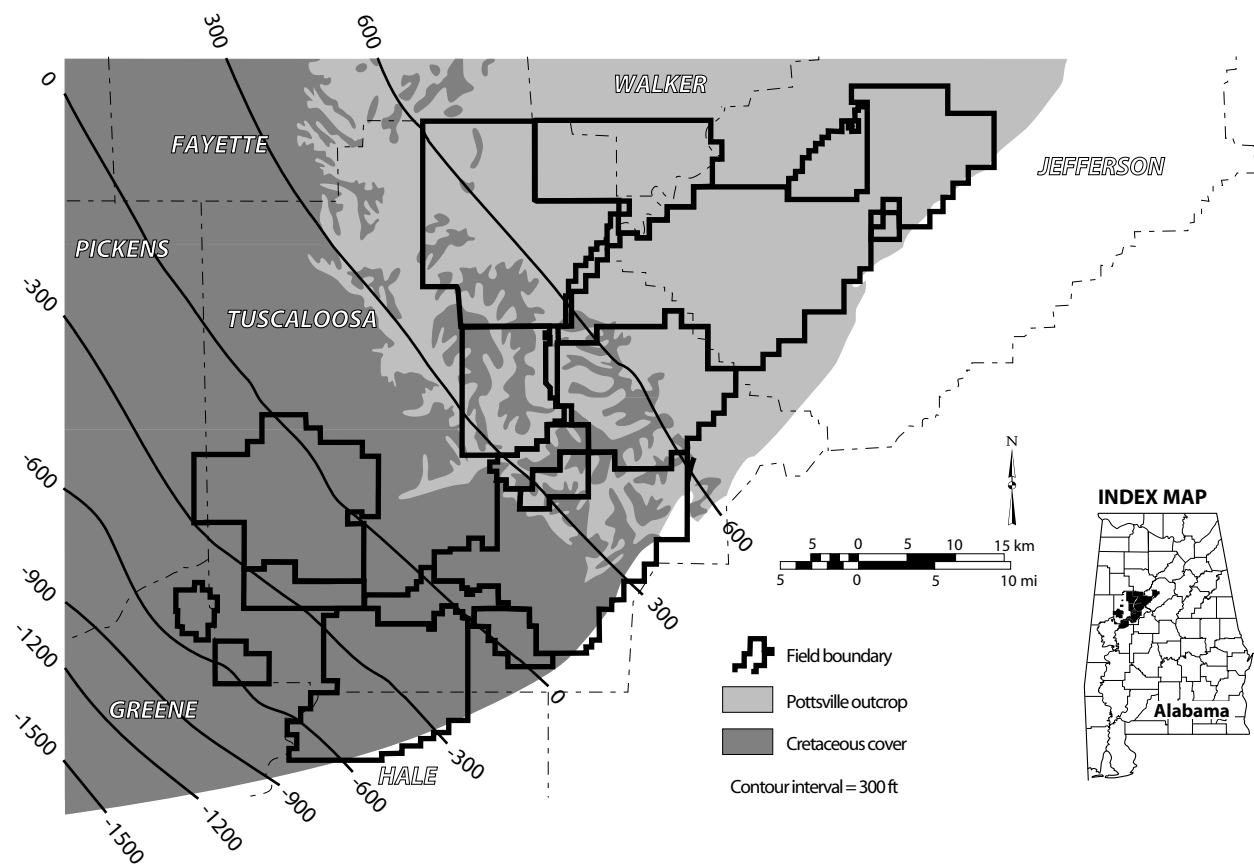 300
600
0
WALKER
FAYETTE
JEFFERSON
PICKENS
-300
TUSCALOOSA
-600
N
INDEX MAP
600
5 0 5 10 15 km
5 0 5 10 mi
-900
300
-1200
Field boundary
0
Pottsville outcrop
GREENE
Alabama
-1500
Cretaceous cover
-300
HALE
-600
Contour interval = 300 ft
-900
-1200
-1500